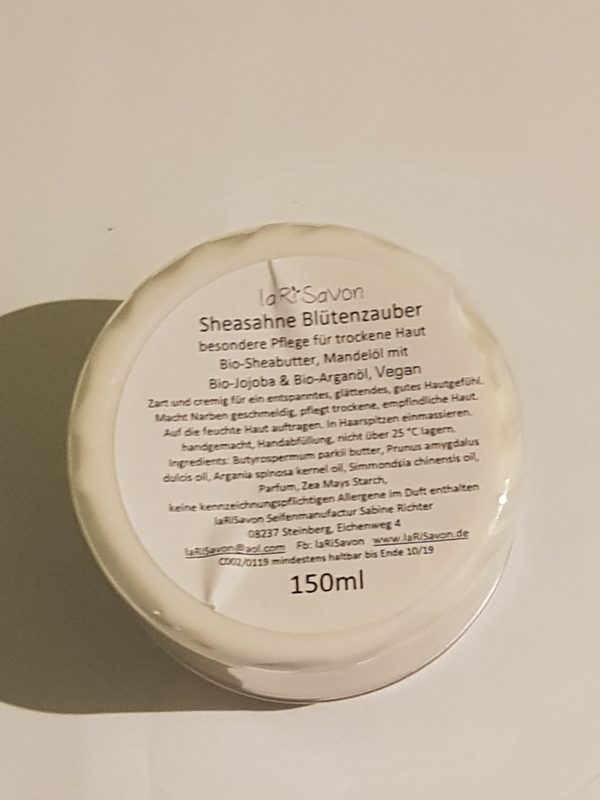 laRiSavon
Sheasahne Blütenzauber
besondere Pflege für trockene Haut
Bio-Sheabutter, Mandelöl mit
Bio-Jojoba & Bio-Arganöl, Vegan
Zart und cremig für ein entspanntes, glättendes, gutes Hautgefühl.
Macht Narben geschmeidig, pflegt trockene, empfindliche Haut.
Auf die feuchte Haut auftragen. In Haarspitzen einmassieren.
handgemacht, Handabfüllung, nicht über 25 °C lagern.
Ingredients: Butyrospermum parkii butter, Prunus amygdalus
dulcis oil, Argania spinosa kernel oil, Simmondsia chinensis oil,
Parfum, Zea Mays Starch,
keine kennzeichnungspflichtigen Allergene im Duft enthalten
laRiSavon Seifenmanufactur Sabine Richter
08237 Steinberg, Eichenweg 4
laRiSavon@aol.com Fb: laRiSavon www.laRiSavon.de
C002/0119 mindestens haltbar bis Ende 10/19
150ml